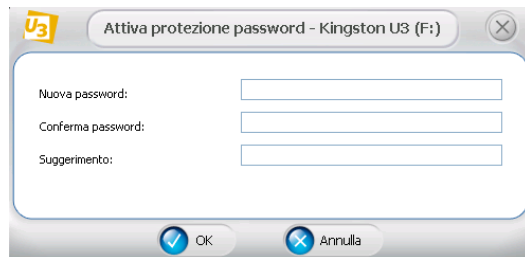 U3
Attiva protezione password - Kingston U3 (F:)
Nuova password:
Conferma password:
Suggerimento:
OK
Annulla